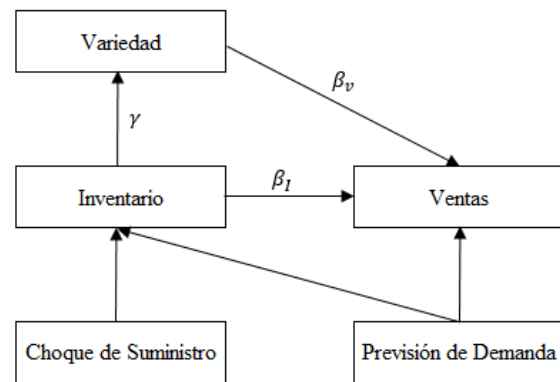 Variedad
β_v
γ
Inventario
β_I
Ventas
Choque de Suministro
Previsión de Demanda